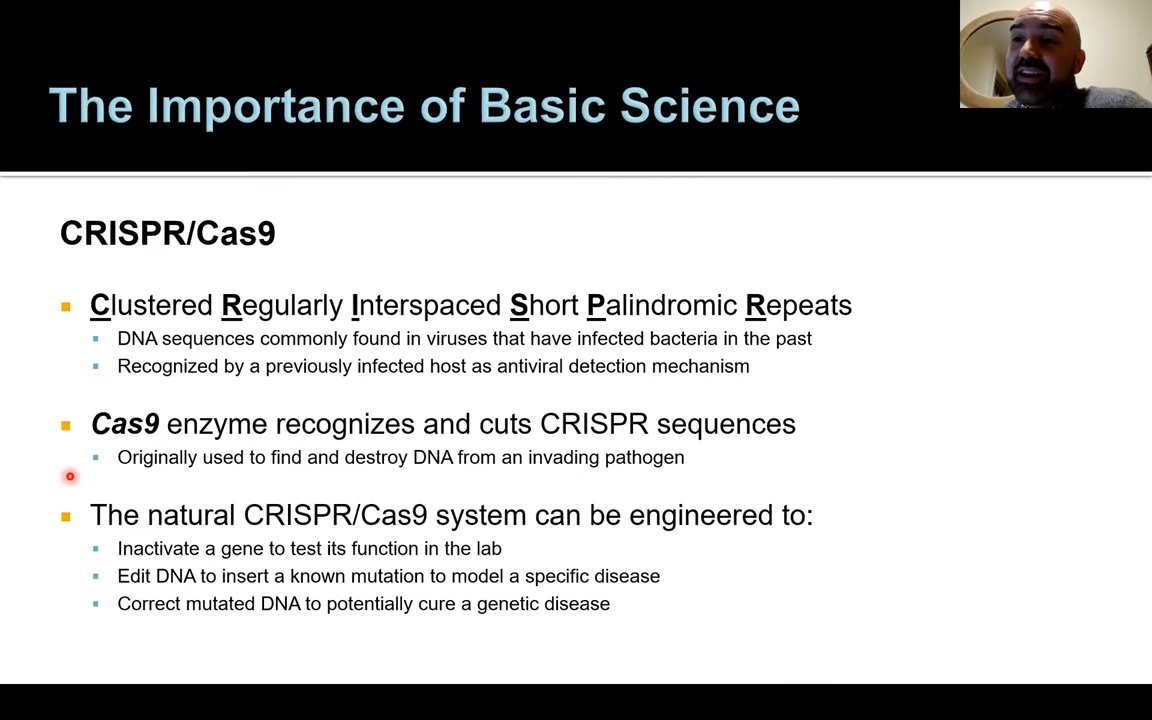 The Importance of Basic Science
CRISPR/Cas9
Clustered Regularly Interspaced Short Palindromic Repeats
DNA sequences commonly found in viruses that have infected bacteria in the past
Recognized by a previously infected host as antiviral detection mechanism
Cas9 enzyme recognizes and cuts CRISPR sequences
Originally used to find and destroy DNA from an invading pathogen
The natural CRISPR/Cas9 system can be engineered to:
Inactivate a gene to test its function in the lab
Edit DNA to insert a known mutation to model a specific disease
Correct mutated DNA to potentially cure a genetic disease